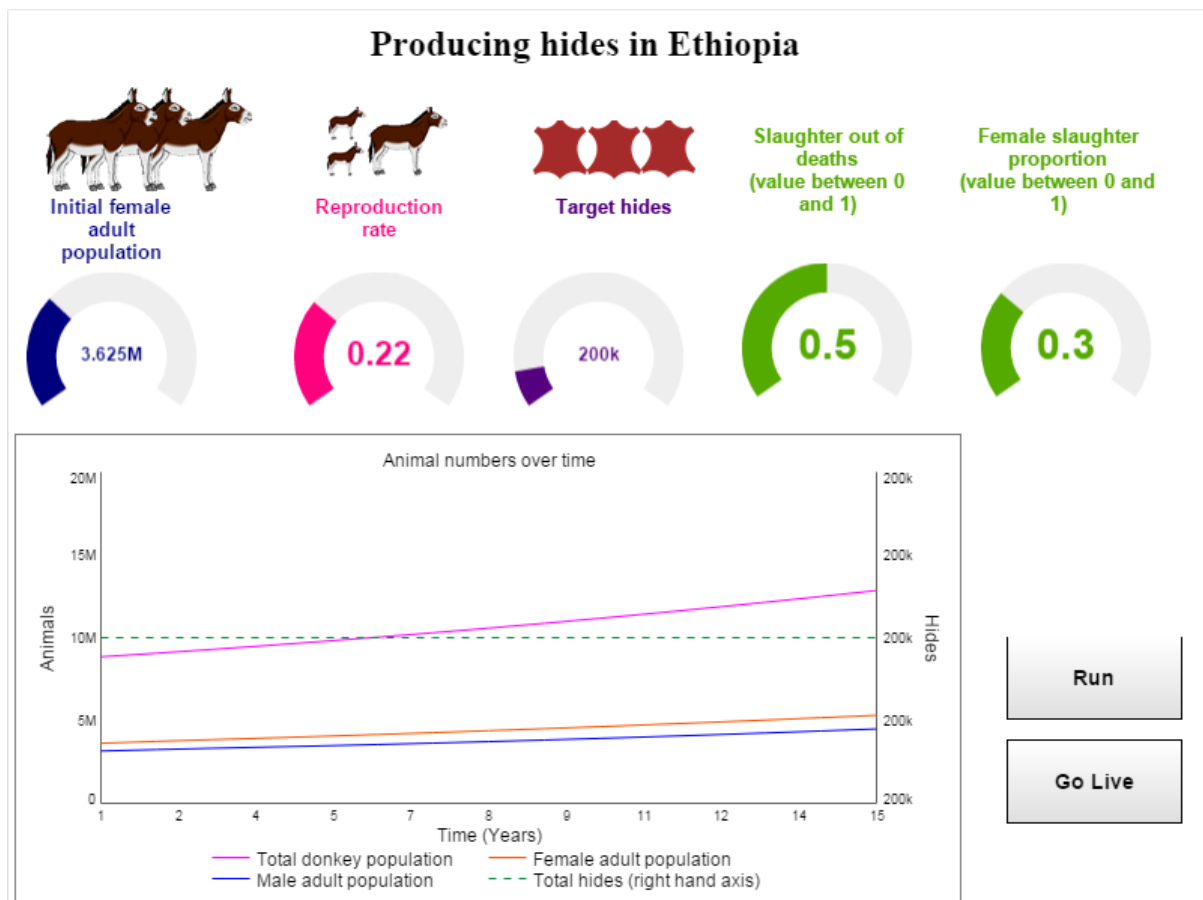 Producing hides in Ethiopia
Initial female
adult
population
Reproduction
rate
Target hides
Slaughter out of
deaths
(value between 0
and 1)
Female slaughter
proportion
(value between 0 and
1)
3.625M
0.22
200k
0.5
0.3
Animal numbers over time
20M
15M
10M
5M
0
Animals
200k
200k
200k
200k
200k
Hides
1 2 4 5 7 8 9 11 12 14 15
Time (Years)
Total donkey population
Female adult population
Male adult population
Total hides (right hand axis)
Run
Go Live